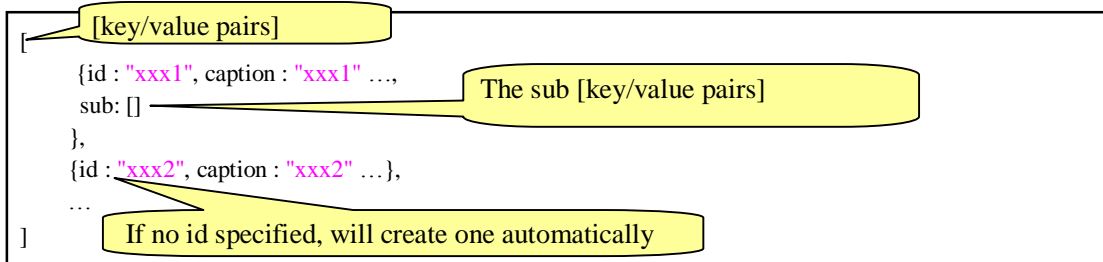 [key/value pairs]
[
{id : "xxx1", caption : "xxx1" …,
The sub [key/value pairs]
sub: []
},
{id : "xxx2", caption : "xxx2" …},
…
If no id specified, will create one automatically
]